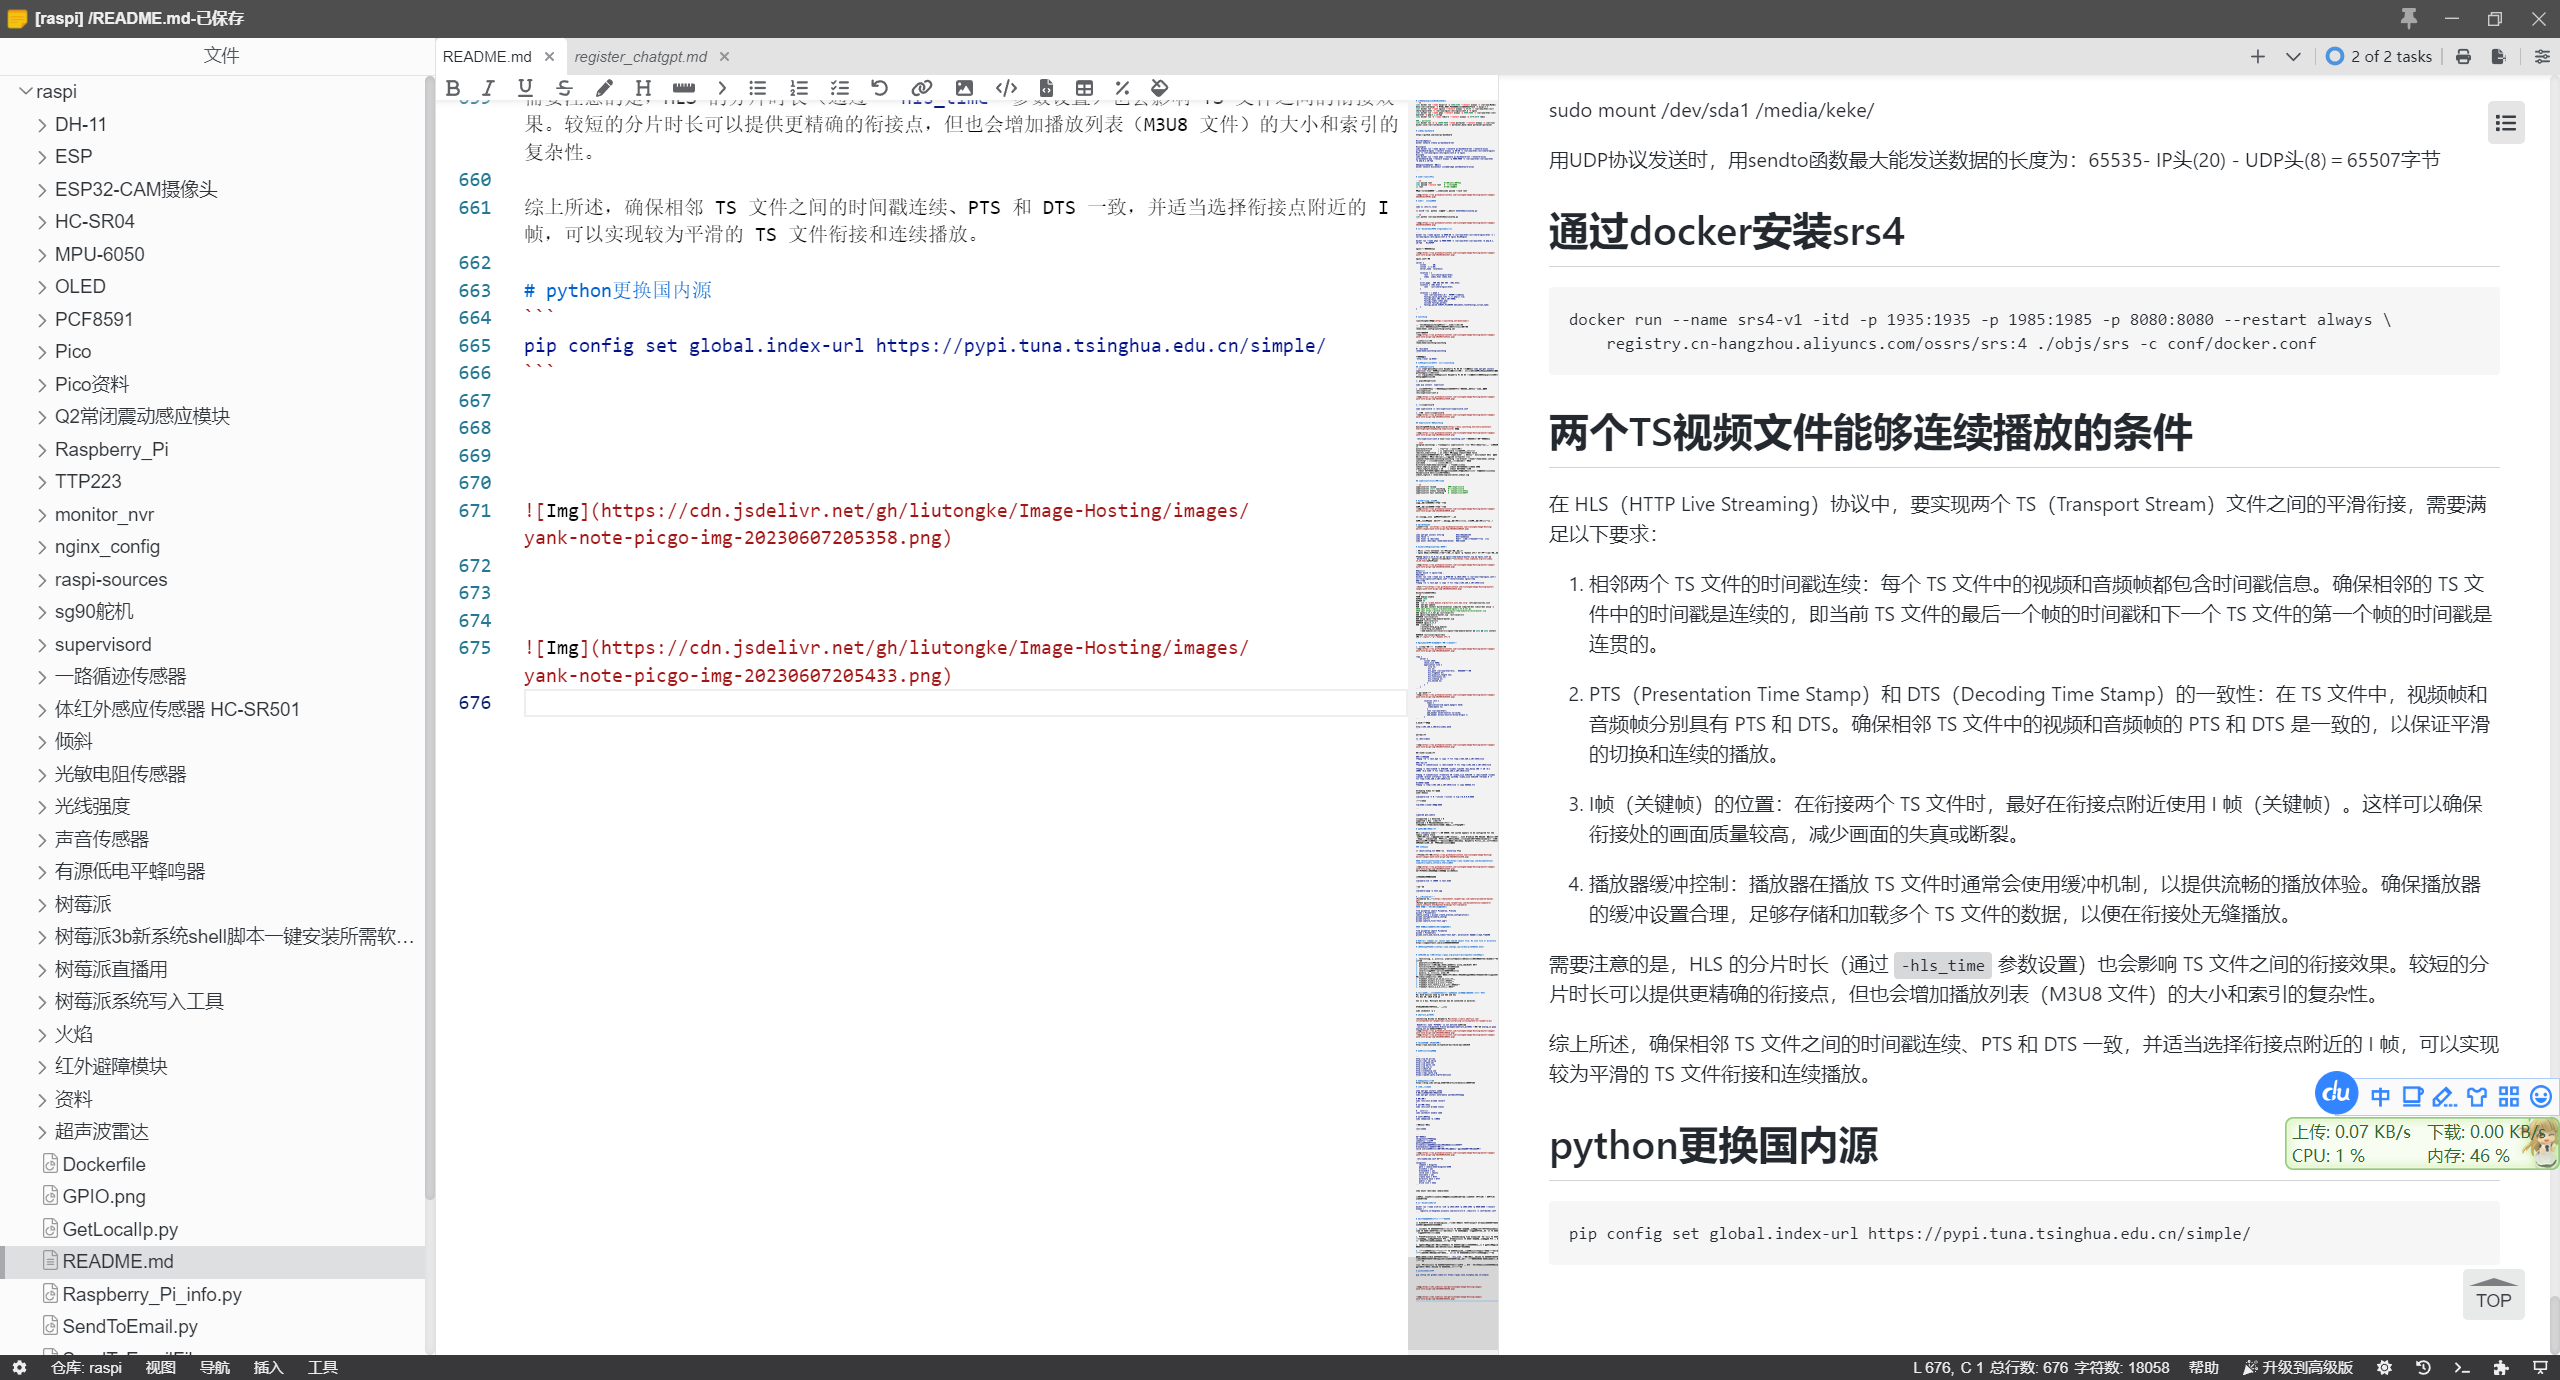 [raspi] /README.md-已保存
文件
README.md
register_chatgpt.md
2 of 2 tasks
raspi
DH-11
ESP
ESP32-CAM摄像头
HC-SR04
MPU-6050
OLED
PCF8591
Pico
Pico资料
Q2常闭震动感应模块
Raspberry_Pi
TTP223
monitor_nvr
nginx_config
raspi-sources
sg90舵机
supervisord
一路循迹传感器
体红外感应传感器 HC-SR501
倾斜
光敏电阻传感器
光线强度
声音传感器
有源低电平蜂鸣器
树莓派
树莓派3b新系统shell脚本一键安装所需软…
树莓派直播用
树莓派系统写入工具
火焰
红外避障模块
资料
超声波雷达
Dockerfile
GPIO.png
GetLocalIp.py
README.md
Raspberry_Pi_info.py
SendToEmail.py
果。较短的分片时长可以提供更精确的衔接点，但也会增加播放列表（M3U8 文件）的大小和索引的
复杂性。
660
661 综上所述，确保相邻 TS 文件之间的时间戳连续、PTS 和 DTS 一致，并适当选择衔接点附近的 I
帧，可以实现较为平滑的 TS 文件衔接和连续播放。
662
663 # python更换国内源
664 ```
665 pip config set global.index-url https://pypi.tuna.tsinghua.edu.cn/simple/
666 ```
667
668
669
670
671 ![Img](https://cdn.jsdelivr.net/gh/liutongke/Image-Hosting/images/
yank-note-picgo-img-20230607205358.png)
672
673
674
675 ![Img](https://cdn.jsdelivr.net/gh/liutongke/Image-Hosting/images/
yank-note-picgo-img-20230607205433.png)
676
sudo mount /dev/sda1 /media/keke/
用UDP协议发送时，用sendto函数最大能发送数据的长度为：65535- IP头(20) - UDP头(8)＝65507字节
通过docker安装srs4
docker run --name srs4-v1 -itd -p 1935:1935 -p 1985:1985 -p 8080:8080 --restart always \
registry.cn-hangzhou.aliyuncs.com/ossrs/srs:4 ./objs/srs -c conf/docker.conf
两个TS视频文件能够连续播放的条件
在 HLS（HTTP Live Streaming）协议中，要实现两个 TS（Transport Stream）文件之间的平滑衔接，需要满
足以下要求：
1. 相邻两个 TS 文件的时间戳连续：每个 TS 文件中的视频和音频帧都包含时间戳信息。确保相邻的 TS 文
件中的时间戳是连续的，即当前 TS 文件的最后一个帧的时间戳和下一个 TS 文件的第一个帧的时间戳是
连贯的。
2. PTS（Presentation Time Stamp）和 DTS（Decoding Time Stamp）的一致性：在 TS 文件中，视频帧和
音频帧分别具有 PTS 和 DTS。确保相邻 TS 文件中的视频和音频帧的 PTS 和 DTS 是一致的，以保证平滑
的切换和连续的播放。
3. I帧（关键帧）的位置：在衔接两个 TS 文件时，最好在衔接点附近使用 I 帧（关键帧）。这样可以确保
衔接处的画面质量较高，减少画面的失真或断裂。
4. 播放器缓冲控制：播放器在播放 TS 文件时通常会使用缓冲机制，以提供流畅的播放体验。确保播放器
的缓冲设置合理，足够存储和加载多个 TS 文件的数据，以便在衔接处无缝播放。
需要注意的是，HLS 的分片时长（通过 -hls_time 参数设置）也会影响 TS 文件之间的衔接效果。较短的分
片时长可以提供更精确的衔接点，但也会增加播放列表（M3U8 文件）的大小和索引的复杂性。
综上所述，确保相邻 TS 文件之间的时间戳连续、PTS 和 DTS 一致，并适当选择衔接点附近的 I 帧，可以实现
较为平滑的 TS 文件衔接和连续播放。
du 中
上传: 0.07 KB/s 下载: 0.00 KB/s
CPU: 1 % 内存: 46 %
python更换国内源
pip config set global.index-url https://pypi.tuna.tsinghua.edu.cn/simple/
TOP
仓库: raspi 视图 导航 插入 工具
L 676, C 1 总行数: 676 字符数: 18058 帮助 升级到高级版